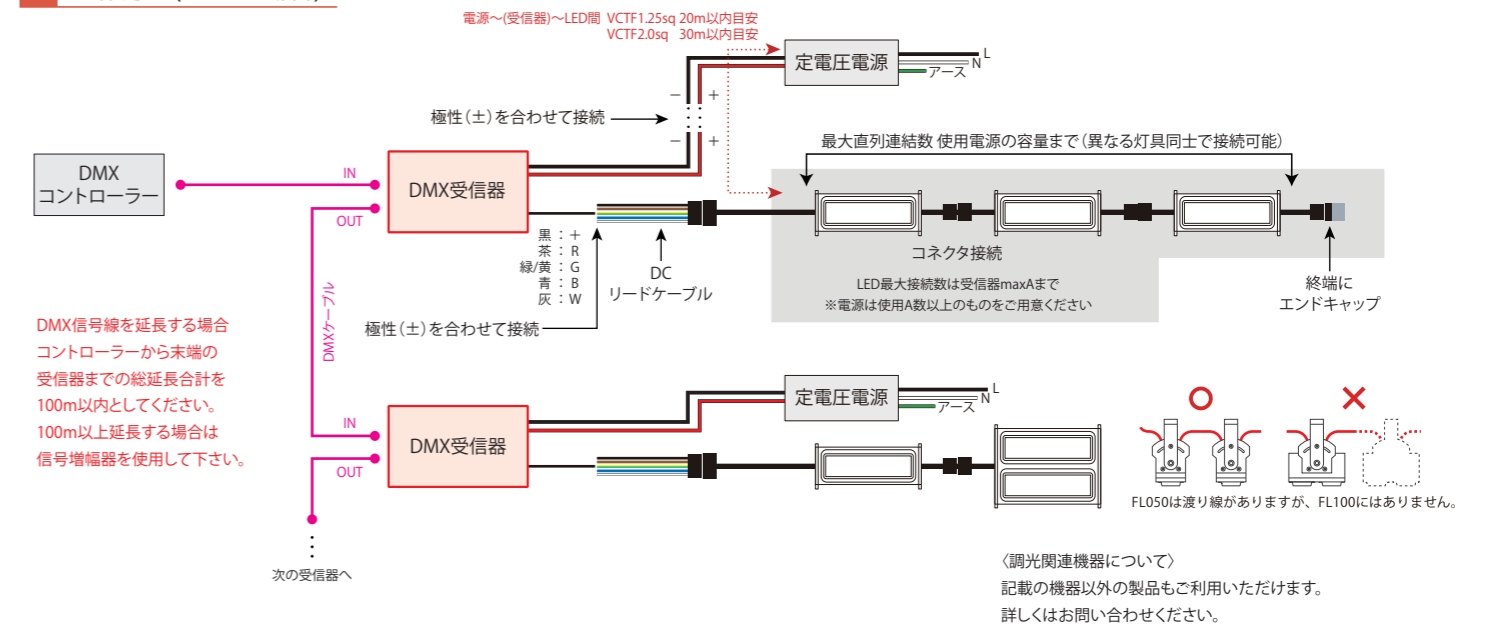 電源〜(受信器)〜LED間 VCTF1.25sq 20m以内目安
VCTF2.0sq 30m以内目安
定電圧電源
L
N
アース
− +
極性(±)を合わせて接続
− +
最大直列連結数 使用電源の容量まで(異なる灯具同士で接続可能)
DMX
コントローラー
IN
OUT
DMX受信器
黒：+
茶：R
緑/黄：G
青：B
灰：W
DC
リードケーブル
コネクタ接続
LED最大接続数は受信器maxAまで
※電源は使用A数以上のものをご用意ください
終端に
エンドキャップ
極性(±)を合わせて接続
DMXケーブル
DMX信号線を延長する場合
コントローラーから末端の
受信器までの総延長合計を
100m以内としてください。
100m以上延長する場合は
信号増幅器を使用して下さい。
定電圧電源
L
N
アース
IN
OUT
DMX受信器
次の受信器へ
FL050は渡り線がありますが、FL100にはありません。
〈調光関連機器について〉
記載の機器以外の製品もご利用いただけます。
詳しくはお問い合わせください。